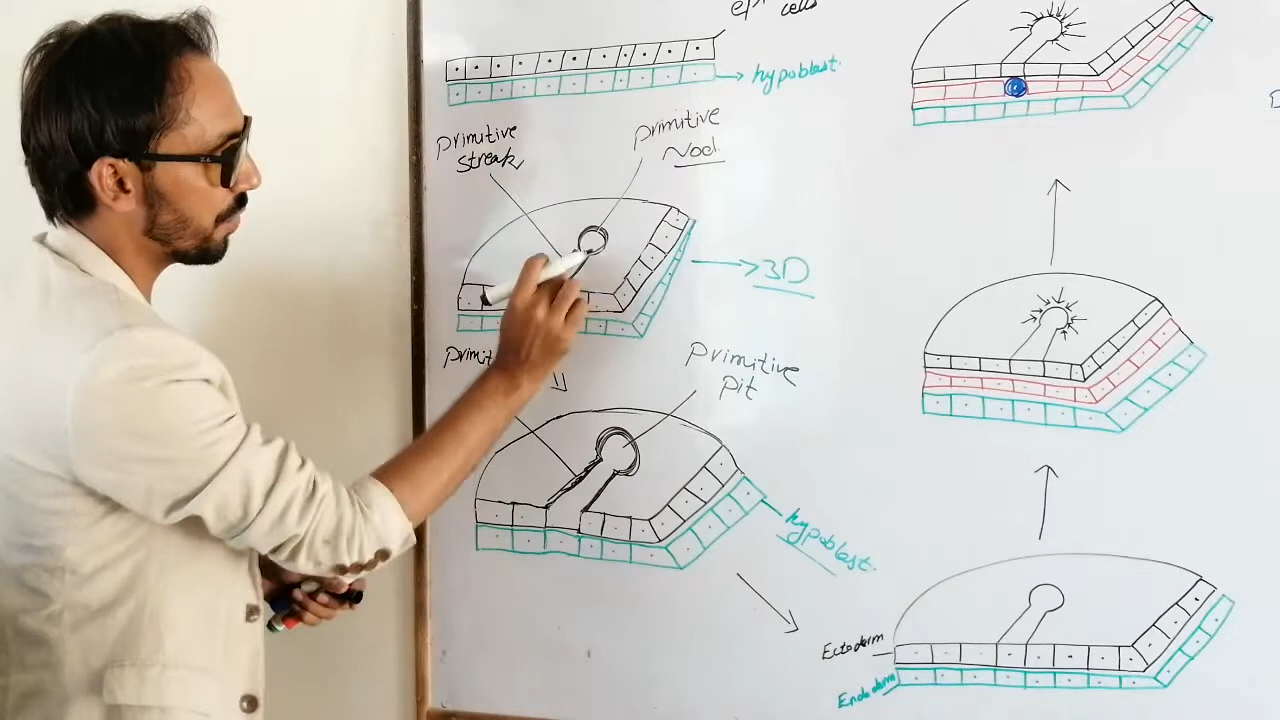 cells
hypoblast.
primitive
streak
primitive
Nod.
3D
primitive
pit
hypoblast.
Ectoderm
Endoderm